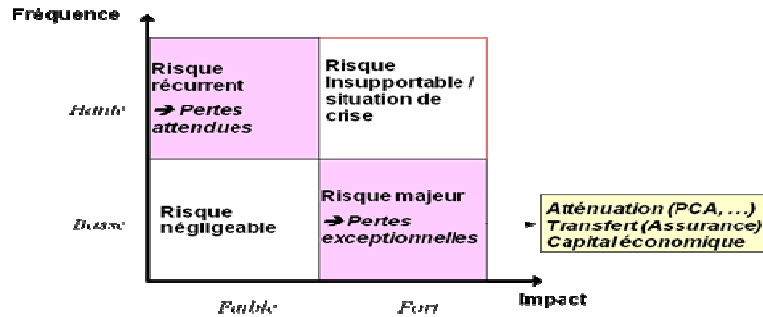 Fréquence
Risque
récurrent
➔ Pertes
attendues
Risque
Insupportable /
situation de
crise
Haute
Risque
négligeable
Risque majeur
➔ Pertes
exceptionnelles
Basse
Atténuation (PCA, ...)
Transfert (Assurance)
Capital économique
Faible
Fort
Impact